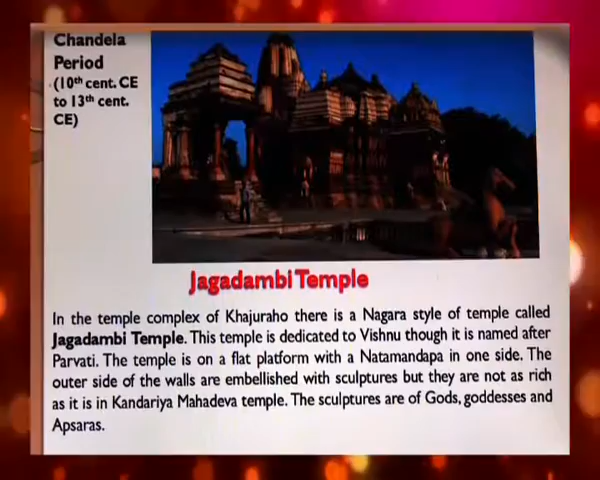 Chandela
Period
(10th cent. CE
to 13th cent.
CE)
Jagadambi Temple
In the temple complex of Khajuraho there is a Nagara style of temple called
Jagadambi Temple. This temple is dedicated to Vishnu though it is named after
Parvati. The temple is on a flat platform with a Natamandapa in one side. The
outer side of the walls are embellished with sculptures but they are not as rich
as it is in Kandariya Mahadeva temple. The sculptures are of Gods, goddesses and
Apsaras.